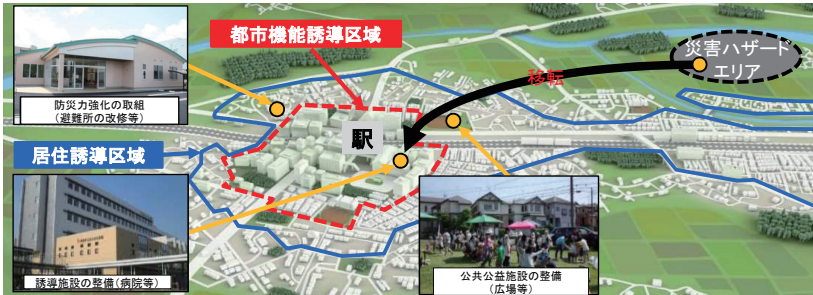 都市機能誘導区域
災害ハザード
エリア
移転
防災力強化の取組
（避難所の改修等）
駅
居住誘導区域
誘導施設の整備（病院等）
公共公益施設の整備
（広場等）